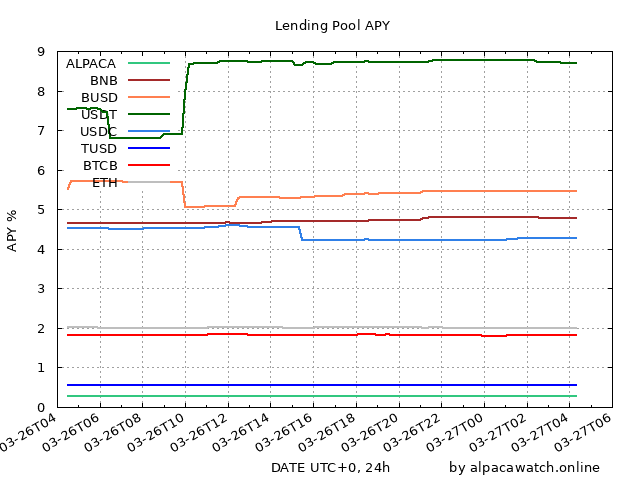 Lending Pool APY
APY %
9
8
7
6
5
4
3
2
1
0
ALPACA
BNB
BUSD
USDT
USDC
TUSD
BTCB
ETH
03-26T04
03-26T06
03-26T08
03-26T10
03-26T12
03-26T14
03-26T16
03-26T18
03-26T20
03-26T22
03-27T00
03-27T02
03-27T04
03-27T06
DATE UTC+0, 24h
by alpacawatch.online